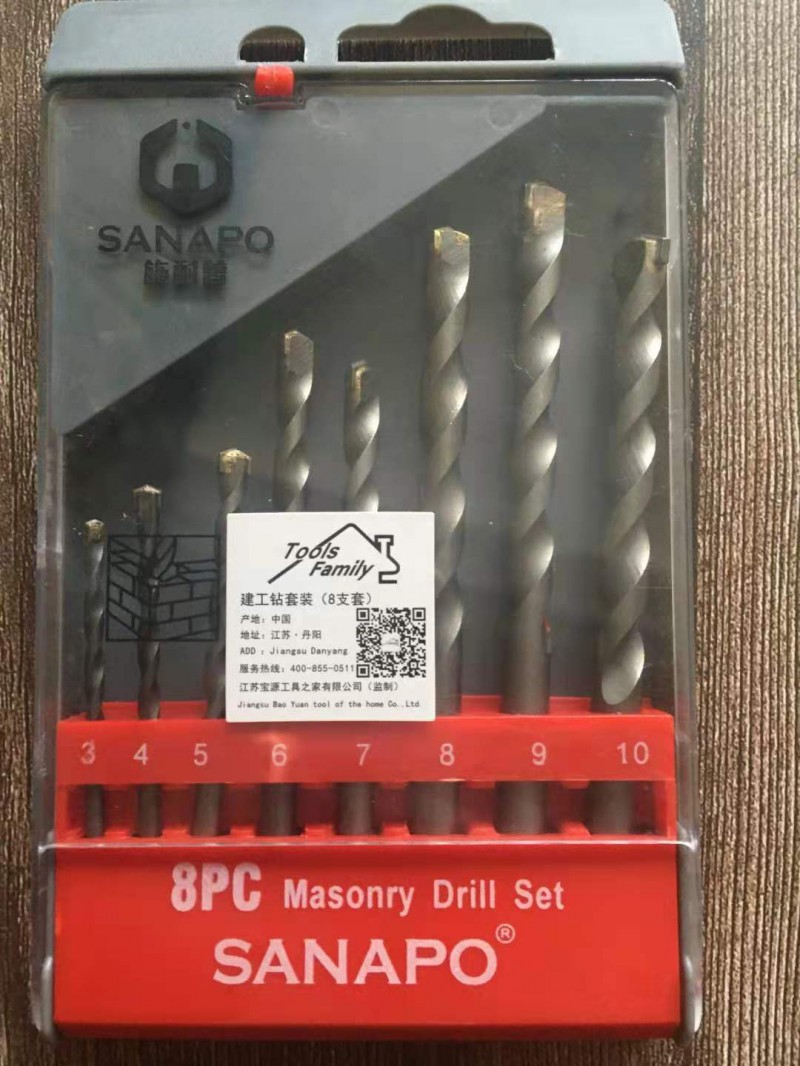 SANAPO
施耐普
Tools
Family
建工钻套装（8支套）
产地：中国
地址：江苏·丹阳
ADD：Jiangsu Danyang
服务热线：400-855-0511
江苏宝源工具之家有限公司（监制）
Jiangsu Bao Yuan tool of the home Co.,Ltd
3 4 5 6 7 8 9 10
8PC Masonry Drill Set
SANAPO®